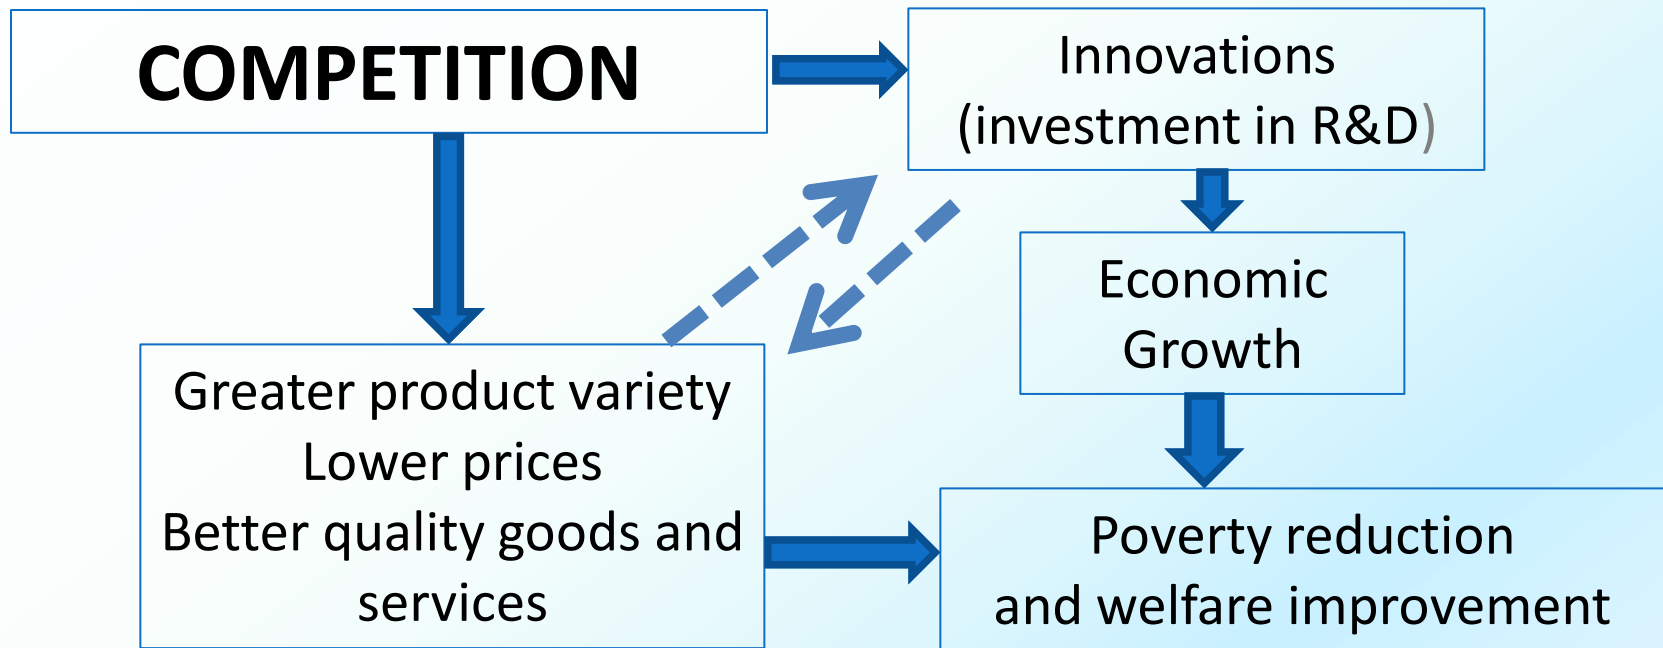 COMPETITION
Innovations
(investment in R&D)
Economic
Growth
Greater product variety
Lower prices
Better quality goods and
services
Poverty reduction
and welfare improvement